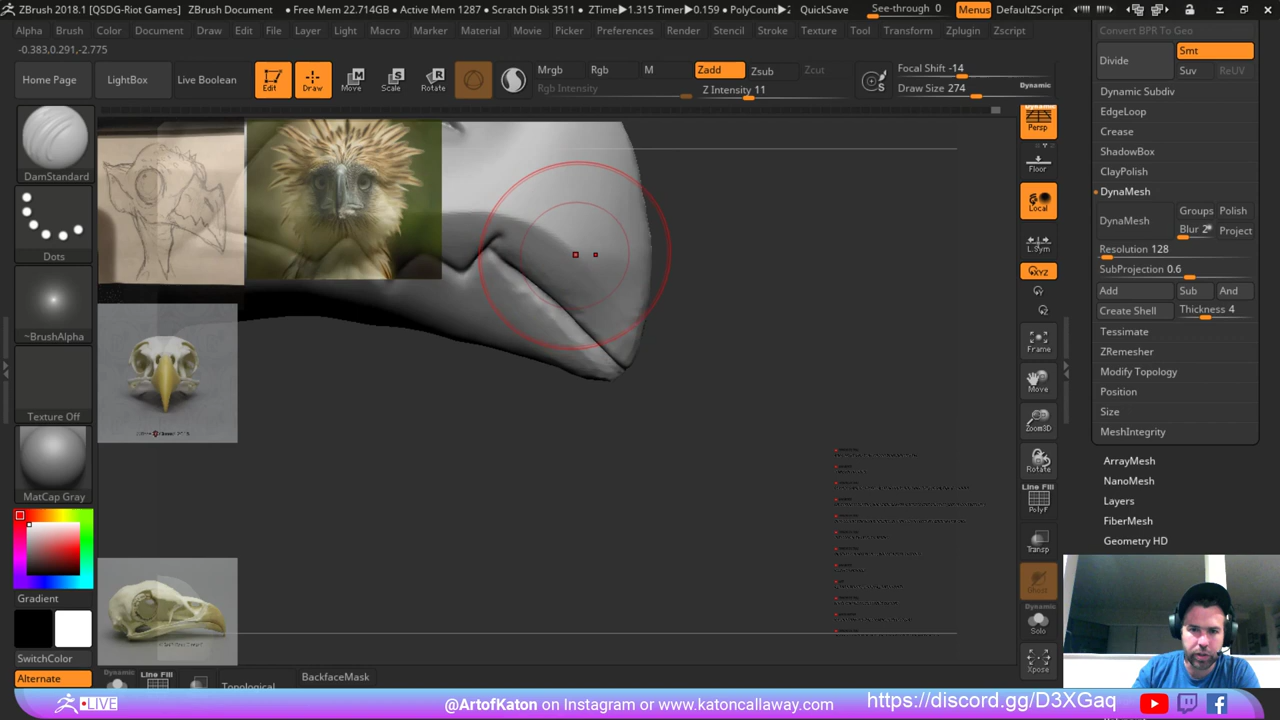 ZBrush 2018.1 [QSDG-Riot Games] ZBrush Document • Free Mem 22.714GB • Active Mem 1287 • Scratch Disk 3511 • ZTime▶1.315 Timer▶0.159 • PolyCount▶ QuickSave See-through 0 Menus DefaultZScript
Alpha Brush Color Document Draw Edit File Layer Light Macro Marker Material Movie Picker Preferences Render Stencil Stroke Texture Tool Transform Zplugin Zscript
-0.383,0.291,-2.775
Home Page LightBox Live Boolean Edit Draw Move Scale Rotate
Mrgb Rgb M Zadd Zsub Zcut
Rgb Intensity Z Intensity 11
Focal Shift -14
Draw Size 274 Dynamic
DamStandard
Dots
~BrushAlpha
Texture Off
MatCap Gray
Gradient
SwitchColor
Alternate
Dynamic
Line Fill
Topological
BackfaceMask
Dynamic
Persp
Floor
Local
L.Sym
XYZ
Frame
Move
Zoom3D
Rotate
Line Fill
PolyF
Transp
Ghost
Dynamic
Solo
Xpose
Convert BPR To Geo
Divide Smt
Suv ReUV
Dynamic Subdiv
EdgeLoop
Crease
ShadowBox
ClayPolish
DynaMesh
DynaMesh Groups Polish
Blur 2 Project
Resolution 128
SubProjection 0.6
Add Sub And
Create Shell Thickness 4
Tessimate
ZRemesher
Modify Topology
Position
Size
MeshIntegrity
ArrayMesh
NanoMesh
Layers
FiberMesh
Geometry HD
LIVE @ArtofKaton on Instagram or www.katoncallaway.com https://discord.gg/D3XGaq